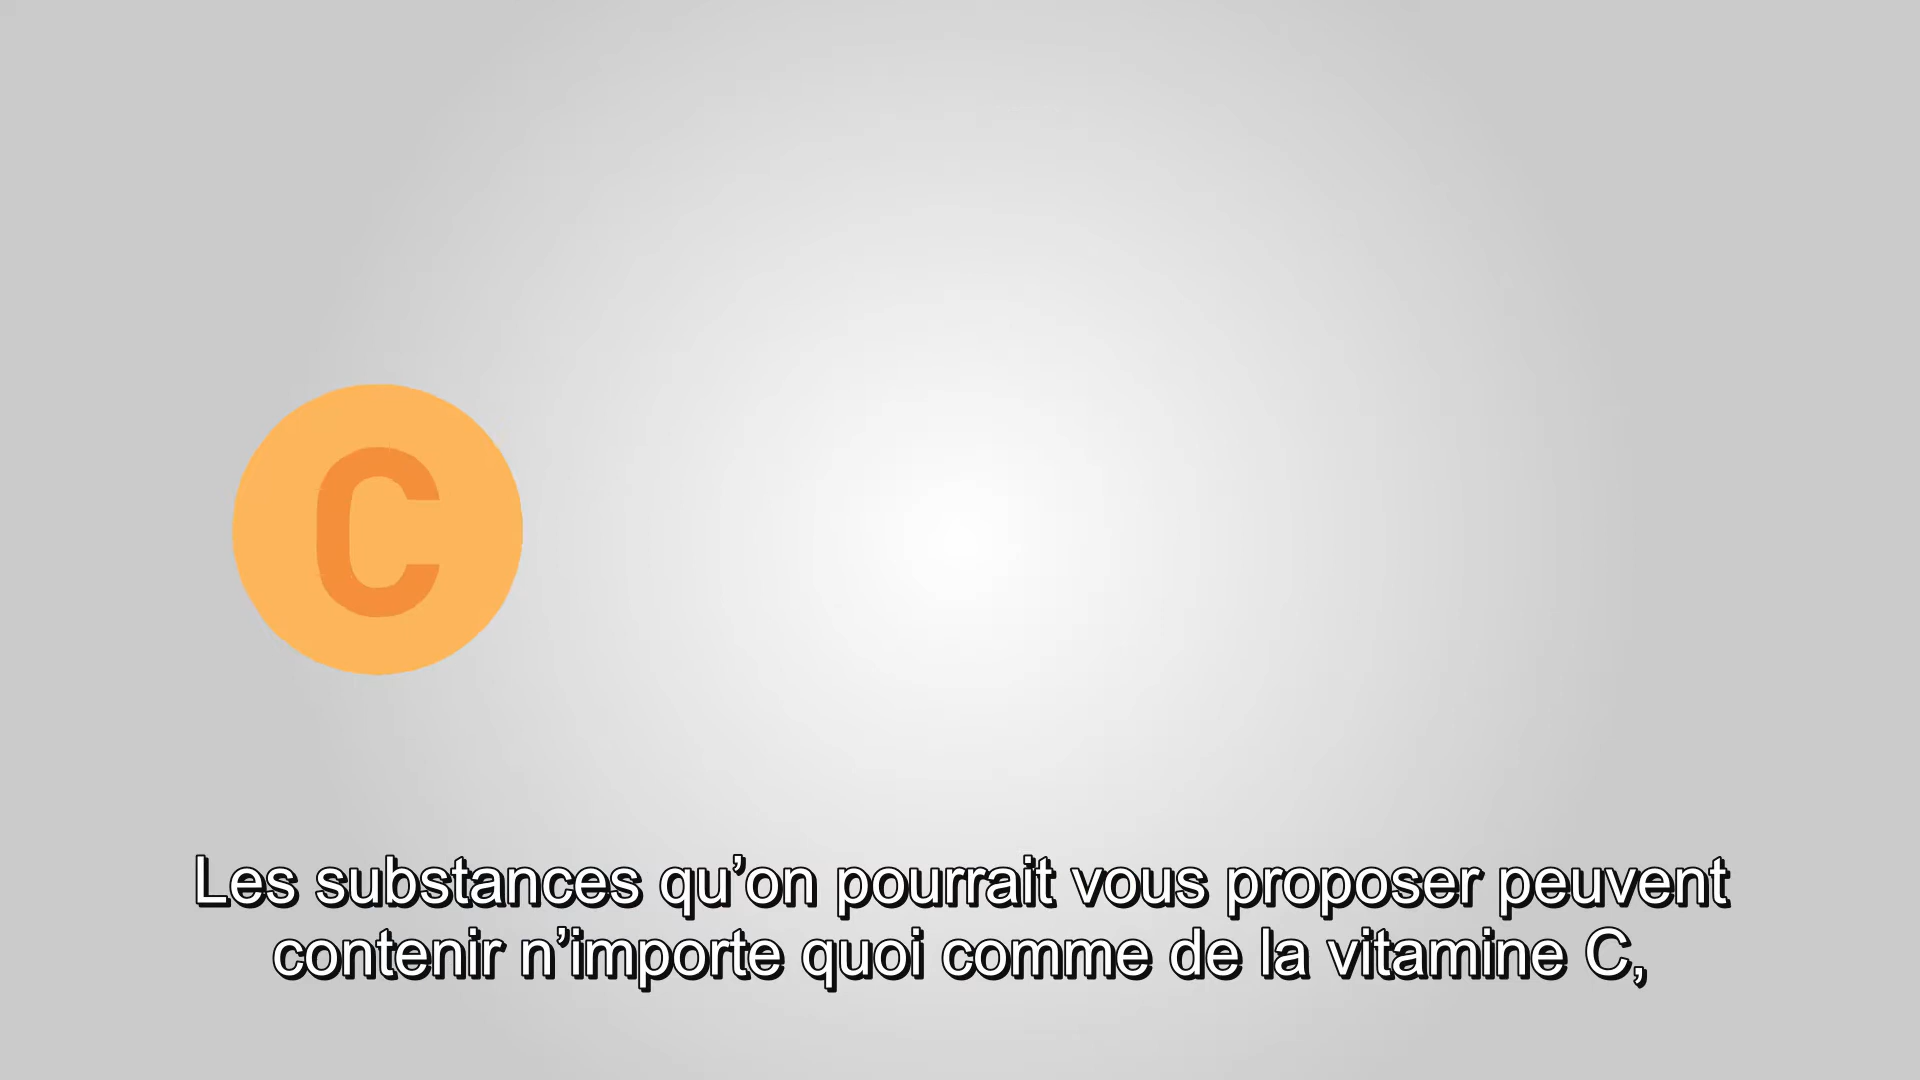 C
Les substances qu’on pourrait vous proposer peuvent
contenir n’importe quoi comme de la vitamine C,